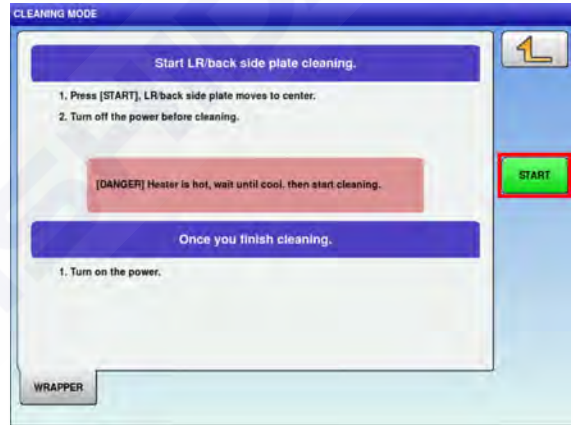 CLEANING MODE
Start LR/back side plate cleaning.
1. Press [START], LR/back side plate moves to center.
2. Turn off the power before cleaning.
[DANGER] Heater is hot, wait until cool. then start cleaning.
START
Once you finish cleaning.
1. Turn on the power.
WRAPPER